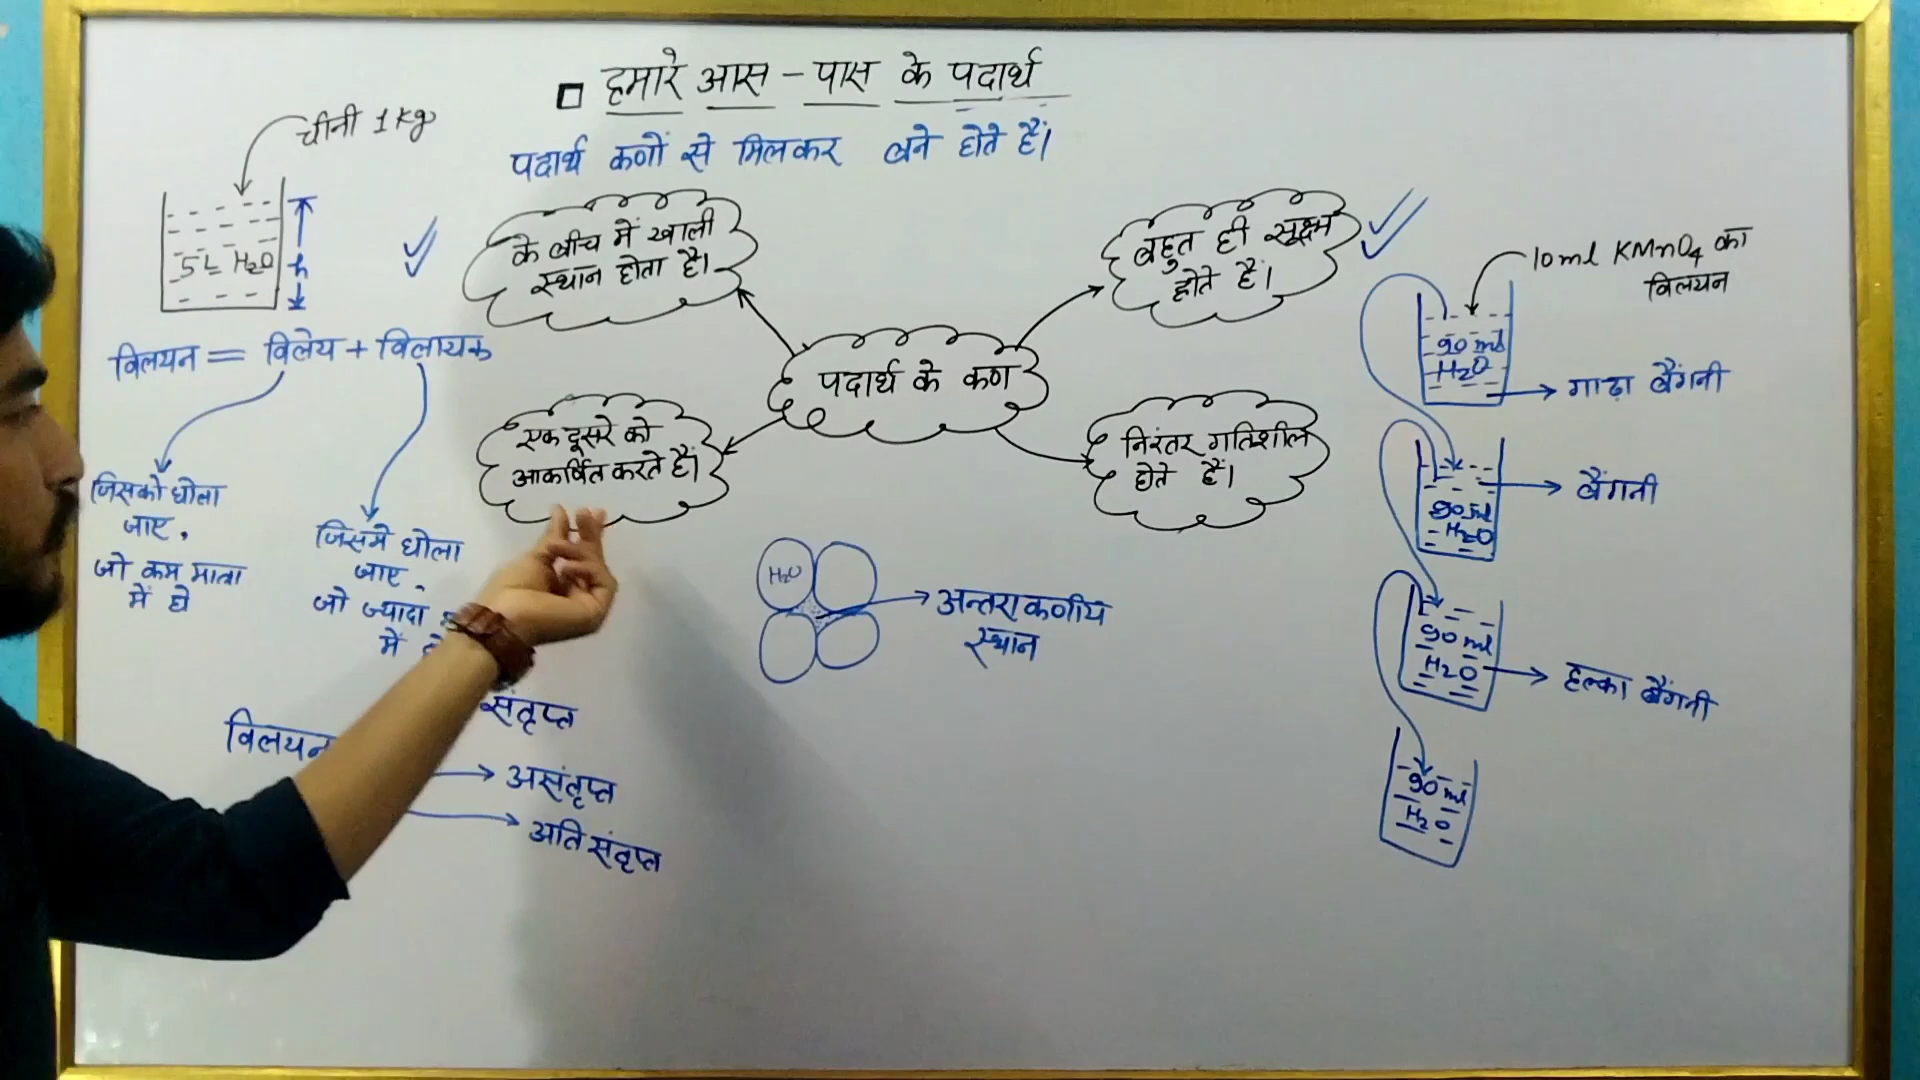 हमारे आस-पास के पदार्थ
पदार्थ कणों से मिलकर बने होते हैं।
चीनी 1 kg
5L H₂O
h
विलयन = विलेय + विलायक
जिसको घोला
जाए,
जो कम मात्रा
में हो
जिसमे घोला
जाए,
जो ज्यादा
में
विलयन
संतृप्त
असंतृप्त
अति संतृप्त
के बीच में खाली
स्थान होता है।
बहुत ही सूक्ष्म
होते हैं।
पदार्थ के कण
एक दूसरे को
आकर्षित करते हैं।
निरंतर गतिशील
होते हैं।
H₂O
अन्तराकणीय
स्थान
10 ml KMnO₄ का
विलयन
90 ml
H₂O
गाढ़ा बैंगनी
90 ml
H₂O
बैंगनी
90 ml
H₂O
हल्का बैंगनी
90 ml
H₂O